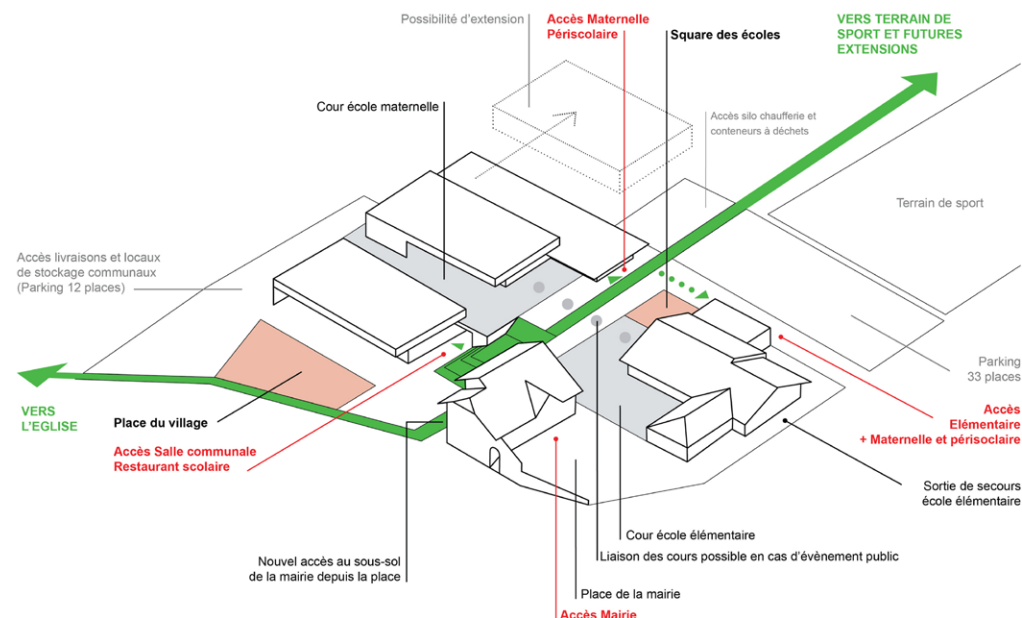 Possibilité d'extension
Accès Maternelle
Périscolaire
Square des écoles
VERS TERRAIN DE
SPORT ET FUTURES
EXTENSIONS
Cour école maternelle
Accès silo chaufferie et
conteneurs à déchets
Terrain de sport
Accès livraisons et locaux
de stockage communaux
(Parking 12 places)
Parking
33 places
VERS
L'EGLISE
Place du village
Accès Salle communale
Restaurant scolaire
Accès
Elémentaire
+ Maternelle et périsoclaire
Sortie de secours
école élémentaire
Cour école élémentaire
Liaison des cours possible en cas d'évènement public
Nouvel accès au sous-sol
de la mairie depuis la place
Place de la mairie
Accès Mairie